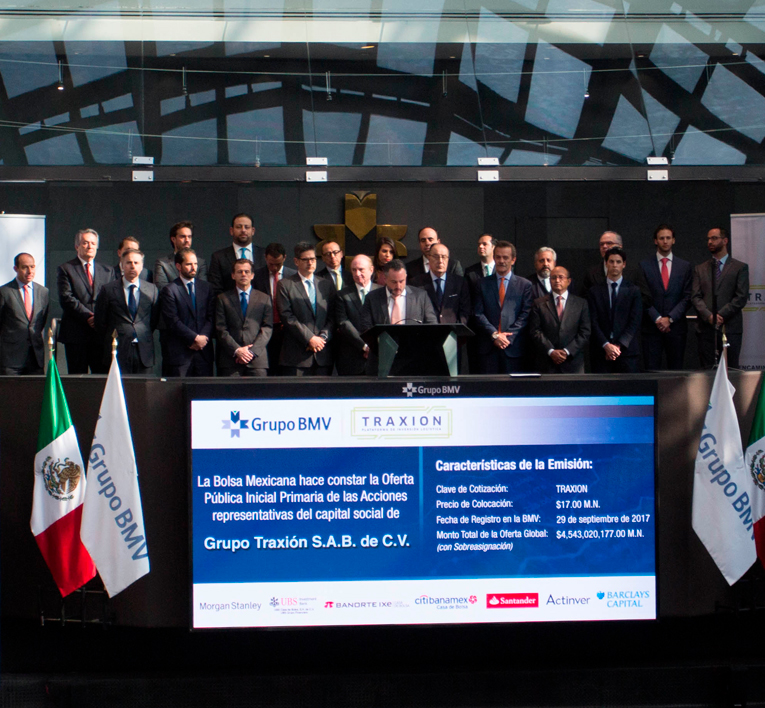 TRAXION
Grupo BMV
Grupo BMV
TRAXION
La Bolsa Mexicana hace constar la Oferta
Pública Inicial Primaria de las Acciones
representativas del capital social de
Grupo Traxión S.A.B. de C.V.
Características de la Emisión:
Clave de Cotización: TRAXION
Precio de Colocación: $17.00 M.N.
Fecha de Registro en la BMV: 29 de septiembre de 2017
Monto Total de la Oferta Global: $4,543,020,177.00 M.N.
(con Sobreasignación)
Morgan Stanley
UBS
BANORTE IXE
citibanamex
Casa de Bolsa
Santander
Actinver
BARCLAYS
CAPITAL
Grupo BMV
Grupo BMV